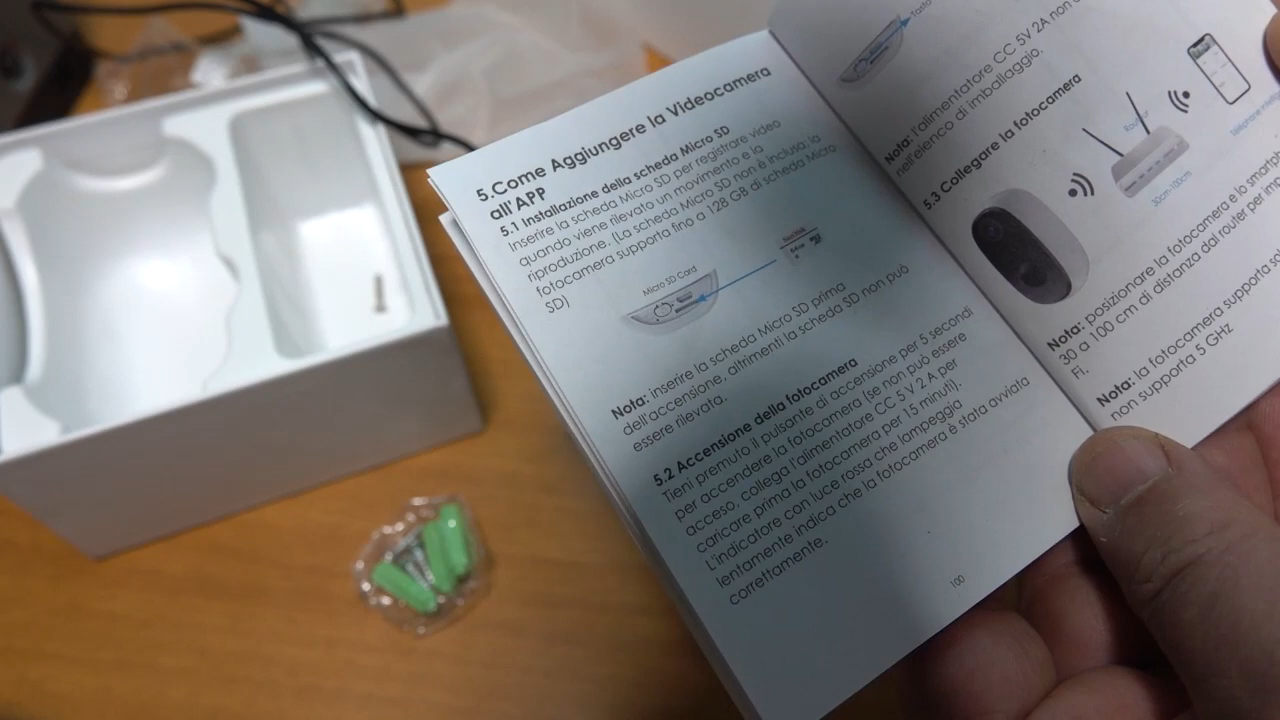 5.Come Aggiungere la Videocamera
all'APP
5.1 Installazione della scheda Micro SD
Inserire la scheda Micro SD per registrare video
quando viene rilevato un movimento e la
riproduzione. (La scheda Micro SD non è inclusa; la
fotocamera supporta fino a 128 GB di scheda Micro
SD)
Micro SD Card
SanDisk
Nota: inserire la scheda Micro SD prima
dell'accensione, altrimenti la scheda SD non può
essere rilevata.
5.2 Accensione della fotocamera
Tieni premuto il pulsante di accensione per 5 secondi
per accendere la fotocamera (se non può essere
acceso, collega l'alimentatore CC 5V 2 A per
caricare prima la fotocamera per 15 minuti).
L'indicatore con luce rossa che lampeggia
lentamente indica che la fotocamera è stata avviata
correttamente.
100
Tasto
Nota: l'alimentatore CC 5V 2A non
nell'elenco di imballaggio.
5.3 Collegare la fotocamera
Router
30cm-100cm
Nota: posizionare la fotocamera e lo
30 a 100 cm di distanza dal router per
Fi.
Nota: la fotocamera supporta
non supporta 5 GHz